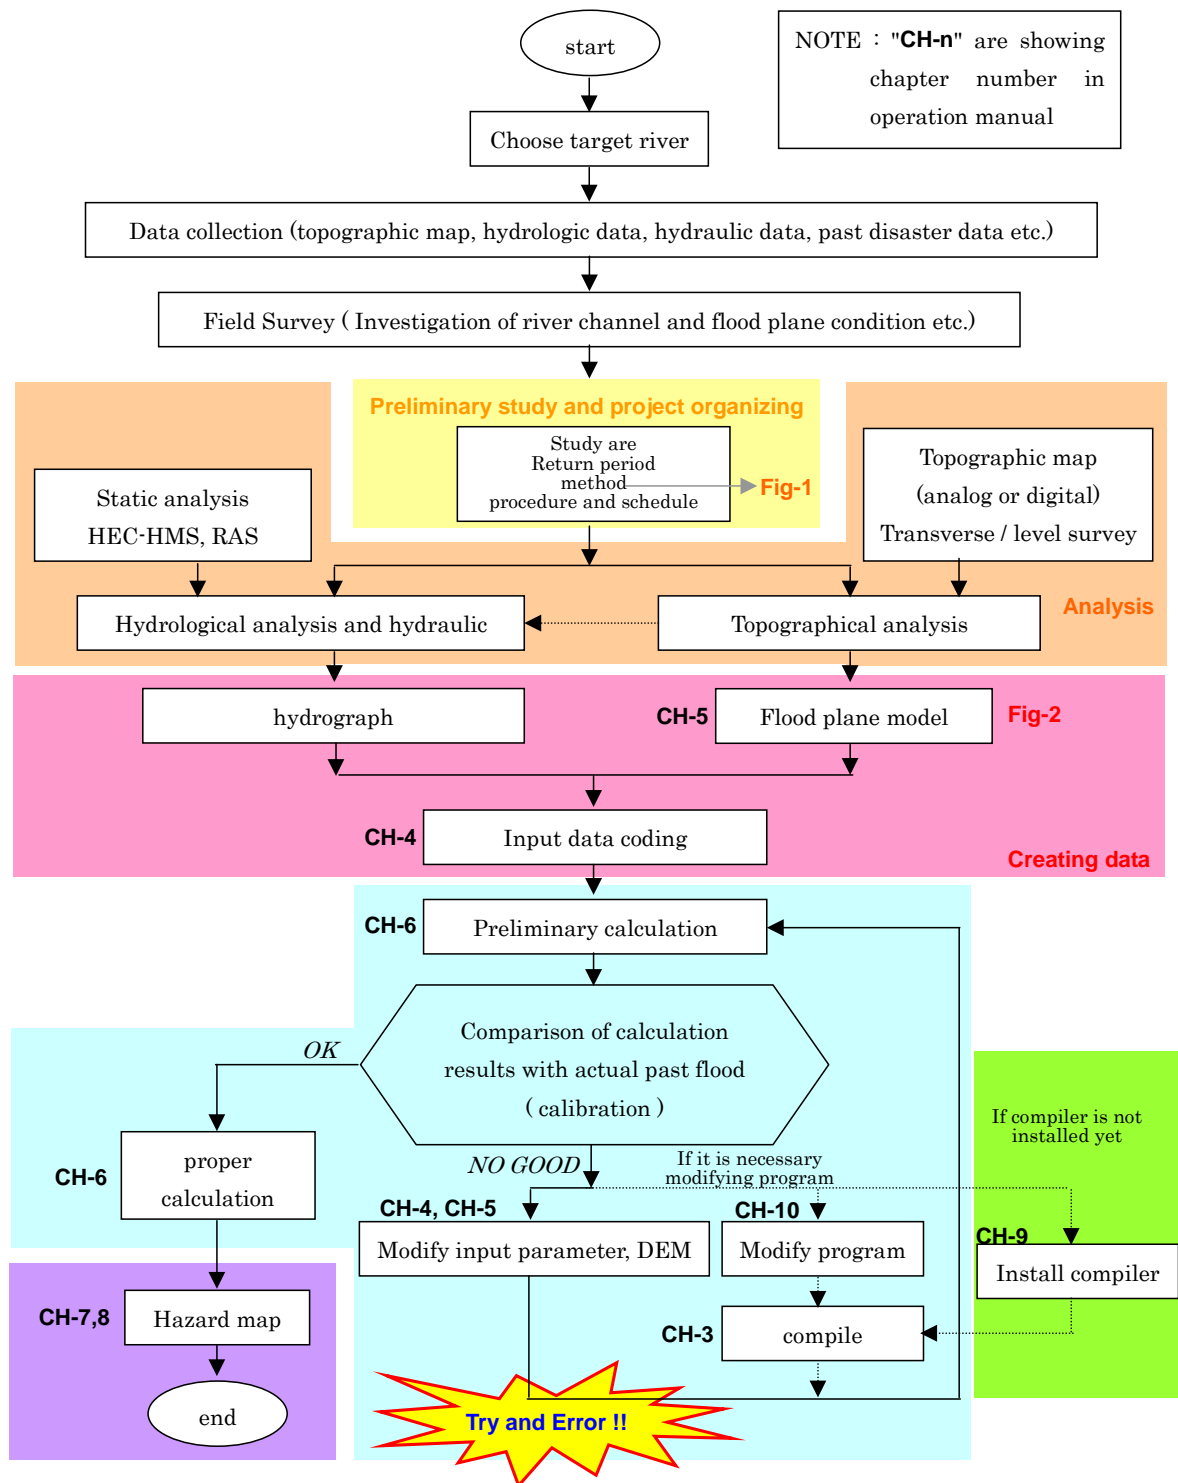 start
NOTE : "CH-n" are showing
chapter number in
operation manual
Choose target river
Data collection (topographic map, hydrologic data, hydraulic data, past disaster data etc.)
Field Survey ( Investigation of river channel and flood plane condition etc.)
Preliminary study and project organizing
Study are
Return period
method
procedure and schedule
Fig-1
Static analysis
HEC-HMS, RAS
Topographic map
(analog or digital)
Transverse / level survey
Hydrological analysis and hydraulic
Topographical analysis
Analysis
hydrograph
CH-5
Flood plane model
Fig-2
CH-4
Input data coding
Creating data
CH-6
Preliminary calculation
Comparison of calculation
results with actual past flood
( calibration )
OK
NO GOOD
If it is necessary
modifying program
If compiler is not
installed yet
CH-6
proper
calculation
CH-4, CH-5
Modify input parameter, DEM
CH-10
Modify program
CH-9
Install compiler
CH-7,8
Hazard map
CH-3
compile
end
Try and Error !!